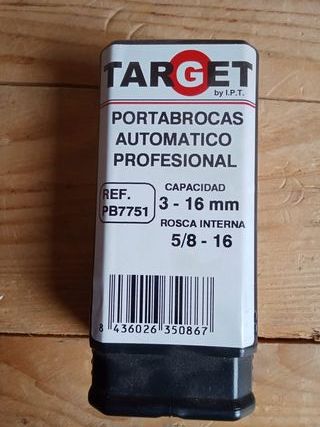 TARGET
by I.P.T.
PORTABROCAS
AUTOMATICO
PROFESIONAL
REF.
PB7751
CAPACIDAD
3 - 16 mm
ROSCA INTERNA
5/8 - 16
8 436026 350867